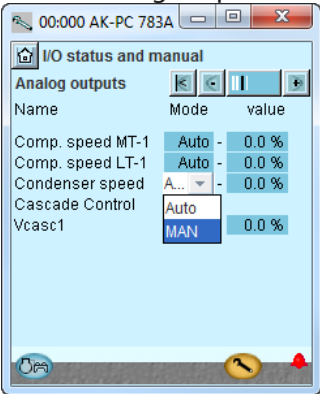 00:000 AK-PC 783A
I/O status and manual
Analog outputs
Name Mode value
Comp. speed MT-1 Auto - 0.0 %
Comp. speed LT-1 Auto - 0.0 %
Condenser speed A... - 0.0 %
Cascade Control Auto
Vcasc1 MAN 0.0 %